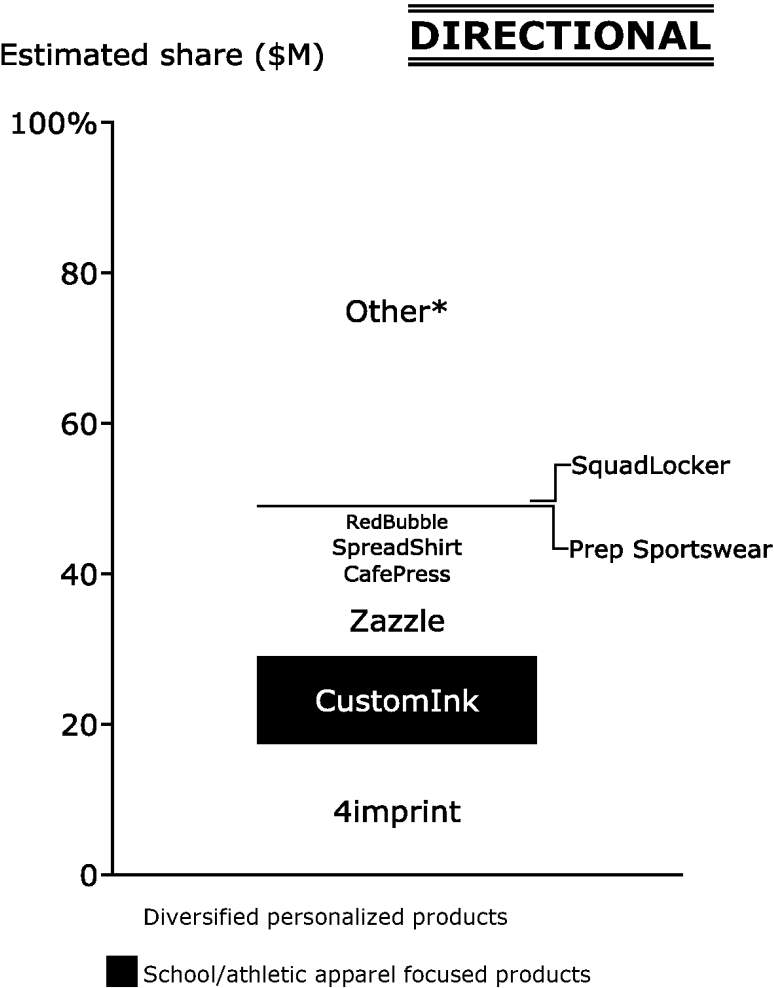 DIRECTIONAL
Estimated share ($M)
100%
80
Other*
60
SquadLocker
RedBubble
SpreadShirt
Prep Sportswear
40
CafePress
Zazzle
CustomInk
20
4imprint
0
Diversified personalized products
School/athletic apparel focused products